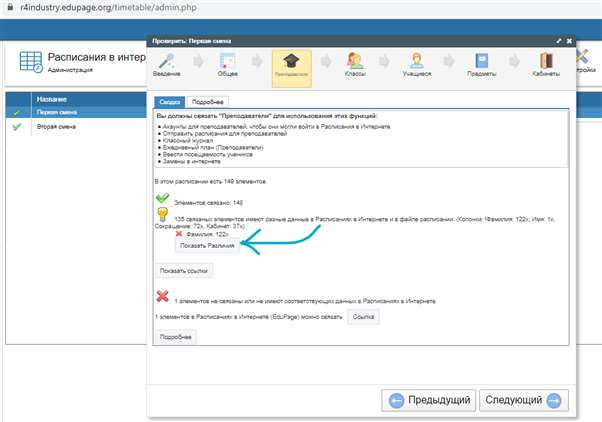 r4industry.edupage.org/timetable/admin.php
Расписания в интер
Администрация
Название
Первая смена
Вторая смена
Проверить: Первая смена
Введение
Общее
Преподаватели
Классы
Учащиеся
Предметы
Кабинеты
тройки
Сводка
Подробнее
Вы должны связать "Преподаватели" для использования этих функций:
● Акаунты для преподавателей, чтобы они могли войти в Расписания в Интернете
● Отправить расписания для преподавателей
● Классный журнал
● Ежедневный план (Преподаватели)
● Ввести посещаемость учеников
● Замены в интернете
В этом расписании есть 149 элементов.
Элементов связано: 148
135 связаных элементов имеют разные данные в Расписаниях в Интернете и в файле расписании. (Колонки: !Фамилия: 122x, Имя: 1x,
Сокращение: 72x, Кабинет: 37x).
Фамилия: 122x
Показать Различия
Показать ссылки
1 элементов не связаны или не имеют соответствующих данных в Расписаниях в Интернете
1 элементов в Расписаниях в Интернете (EduPage) можно связать
Ссылка
Подробнее
Предыдущий
Следующий